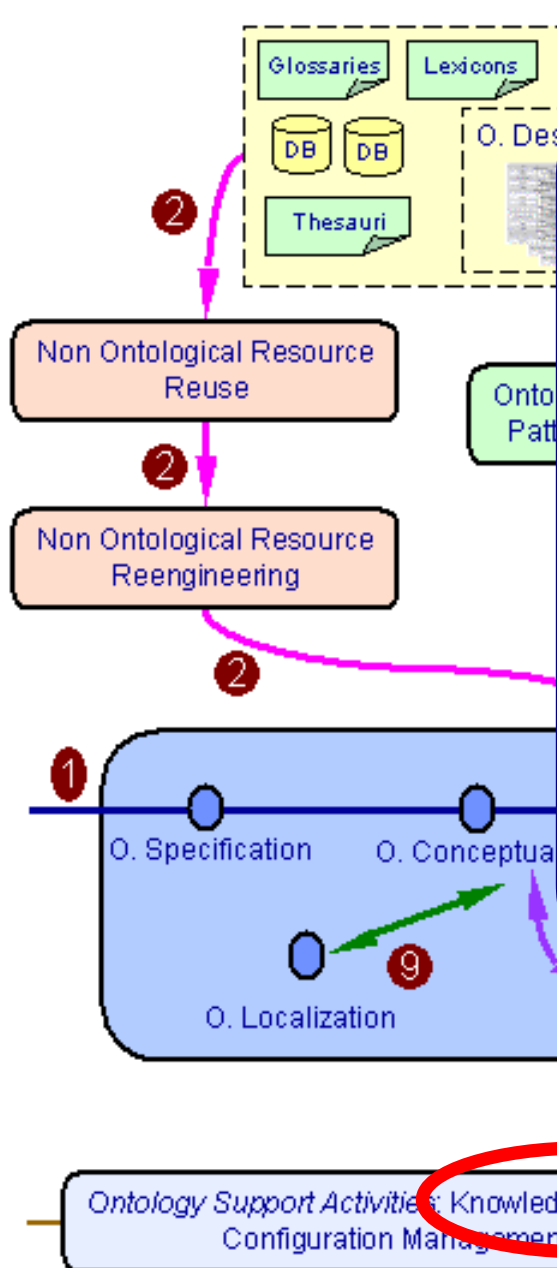 Glossaries
Lexicons
DB
DB
O. Des
Thesauri
2
Non Ontological Resource
Reuse
Onto
Patt
2
Non Ontological Resource
Reengineering
2
1
O. Specification
O. Conceptua
9
O. Localization
Ontology Support Activities: Knowled
Configuration Managemen